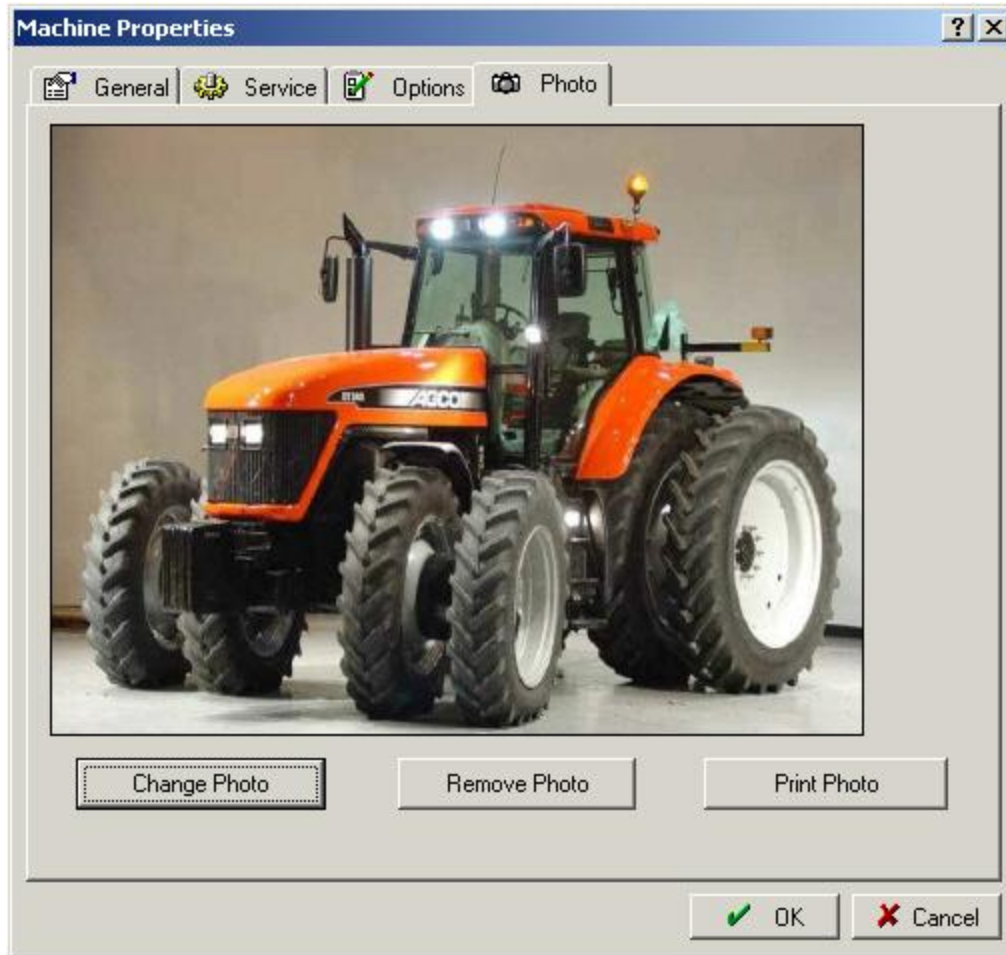 Machine Properties
General Service Options Photo
AGCO
Change Photo Remove Photo Print Photo
OK Cancel